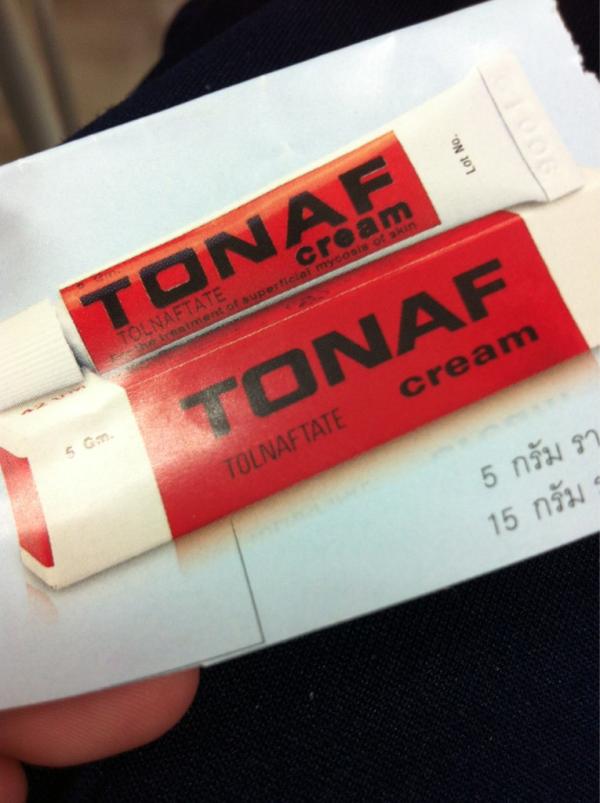 Lot No.
TONAF
cream
TOLNAFTATE
the treatment of superficial mycosis of skin
TONAF
cream
TOLNAFTATE
5 Gm.
5 กรัม
15 กรัม